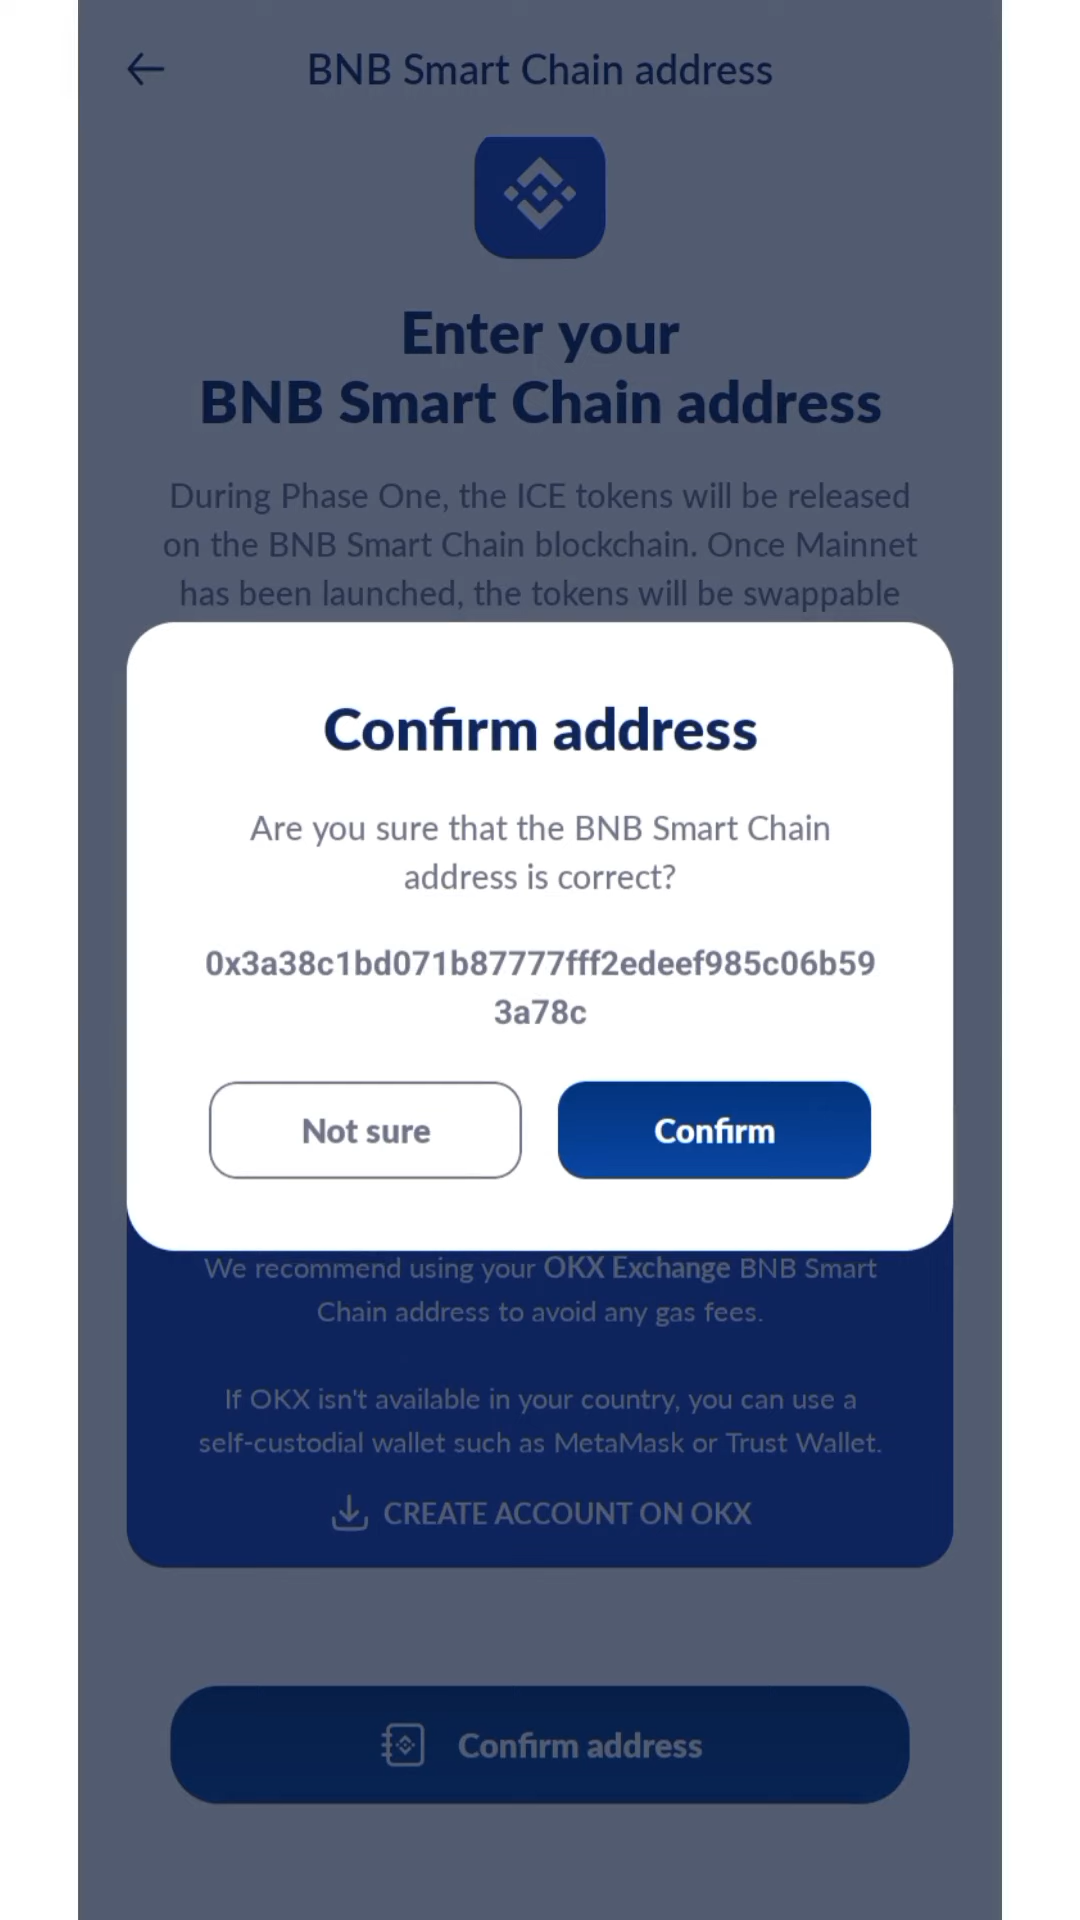 BNB Smart Chain address
Enter your
BNB Smart Chain address
During Phase One, the ICE tokens will be released
on the BNB Smart Chain blockchain. Once Mainnet
has been launched, the tokens will be swappable
Confirm address
Are you sure that the BNB Smart Chain
address is correct?
0x3a38c1bd071b87777fff2edeef985c06b59
3a78c
Not sure
Confirm
We recommend using your OKX Exchange BNB Smart
Chain address to avoid any gas fees.
If OKX isn't available in your country, you can use a
self-custodial wallet such as MetaMask or Trust Wallet.
CREATE ACCOUNT ON OKX
Confirm address